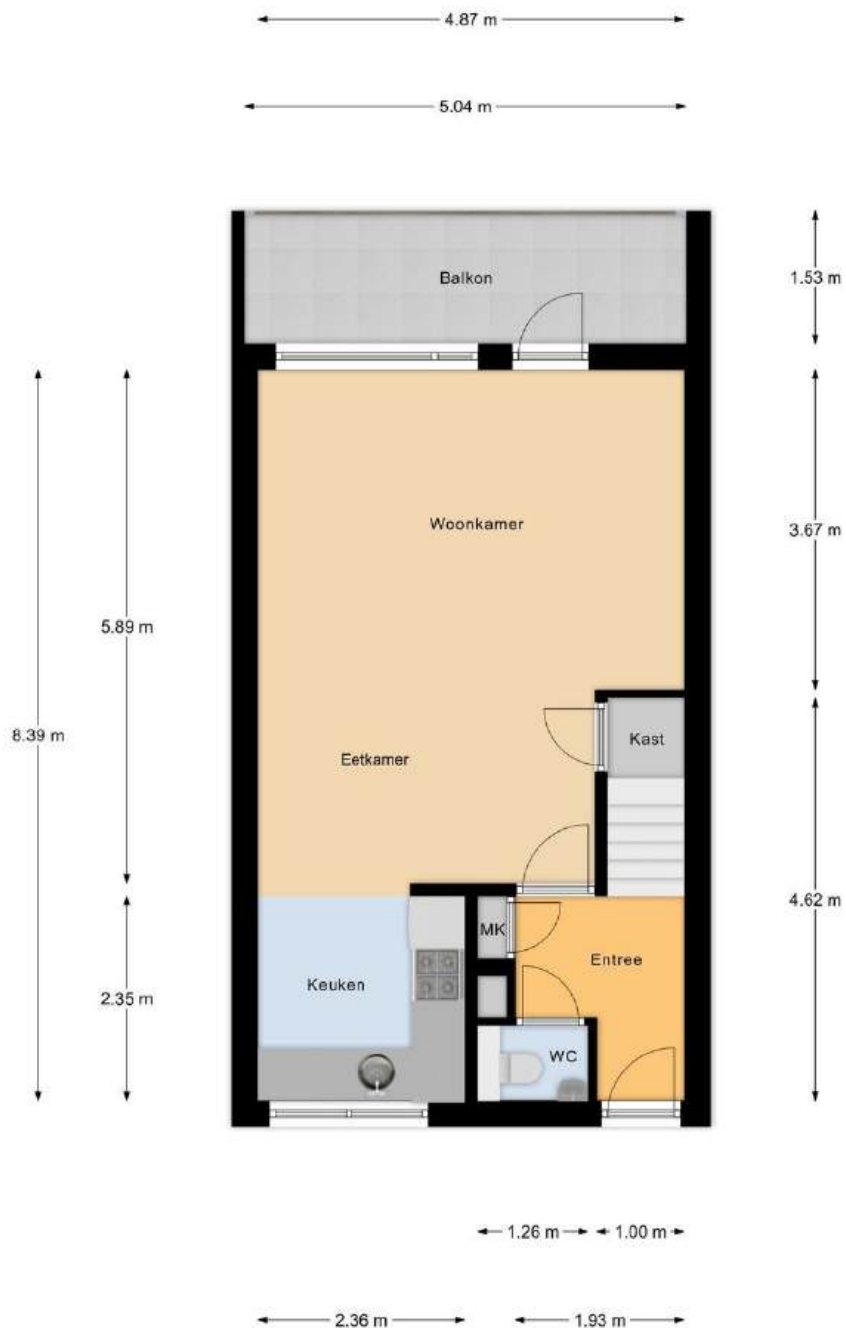 4.87 m
5.04 m
Balkon
1.53 m
Woonkamer
3.67 m
5.89 m
8.39 m
Kast
Eetkamer
4.62 m
MK
Entree
Keuken
2.35 m
WC
1.26 m
1.00 m
2.36 m
1.93 m